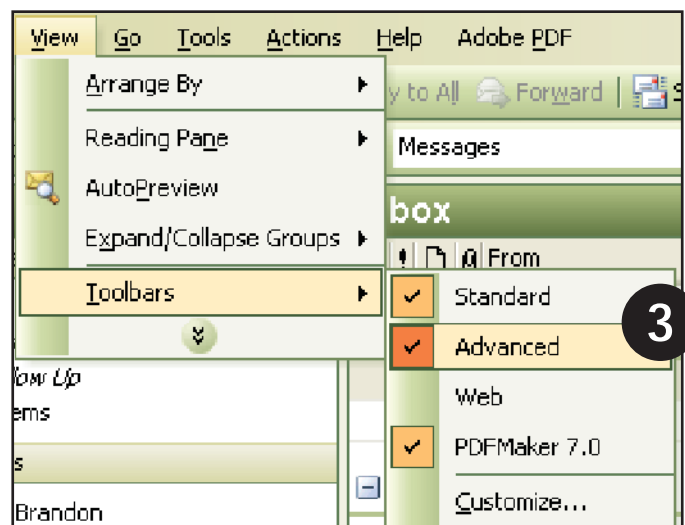 View Go Tools Actions Help Adobe PDF
Arrange By
y to All Forward
Reading Pane
Messages
AutoPreview
box
Expand/Collapse Groups
From
Toolbars
Standard
3
Advanced
low Up
Web
ems
PDFMaker 7.0
s
Customize...
Brandon